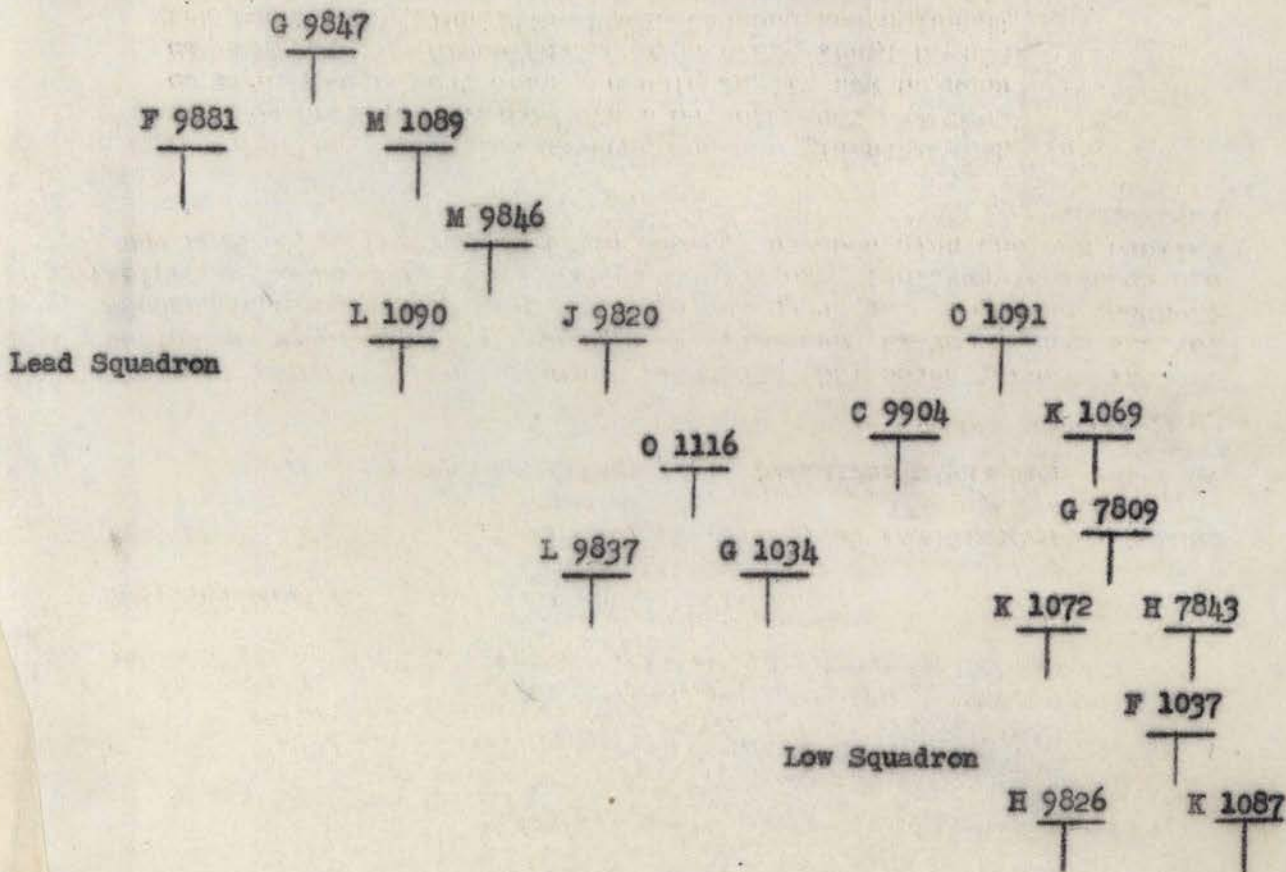 G 9847
F 9881 M 1089
M 9846
L 1090 J 9820 O 1091
Lead Squadron
C 9904 K 1069
O 1116
G 7809
L 9837 G 1034
K 1072 H 7843
F 1037
Low Squadron
H 9826 K 1087